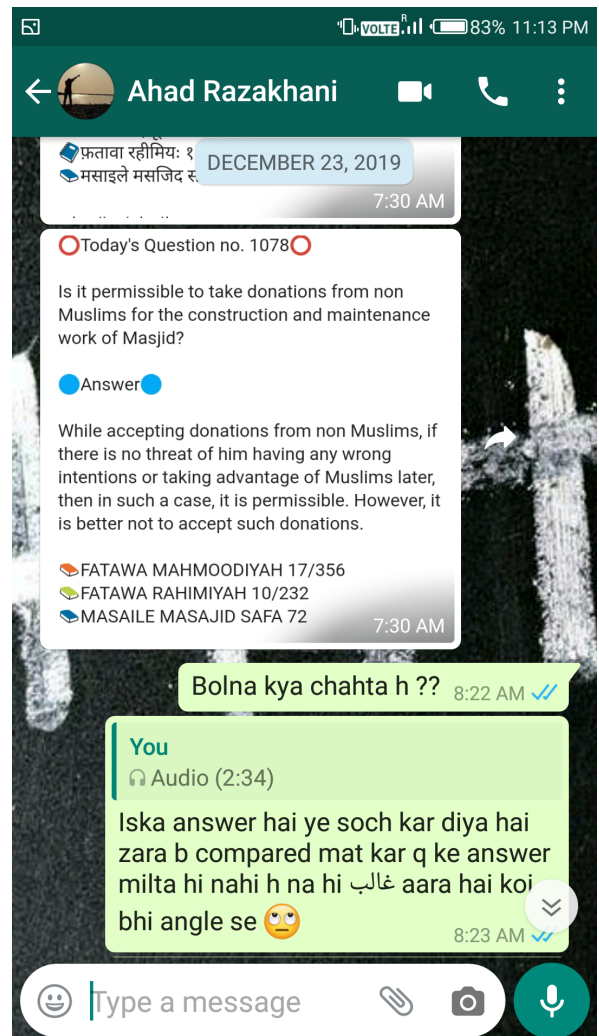 VOLTE R 83% 11:13 PM
Ahad Razakhani
फ़तावा रहीमियः १
DECEMBER 23, 2019
मसाइले मसजिद
7:30 AM
⭕Today's Question no. 1078⭕
Is it permissible to take donations from non
Muslims for the construction and maintenance
work of Masjid?
🔵Answer🔵
While accepting donations from non Muslims, if
there is no threat of him having any wrong
intentions or taking advantage of Muslims later,
then in such a case, it is permissible. However, it
is better not to accept such donations.
📙FATAWA MAHMOODIYAH 17/356
📗FATAWA RAHIMIYAH 10/232
📘MASAILE MASAJID SAFA 72
7:30 AM
Bolna kya chahta h ?? 8:22 AM
You
Audio (2:34)
Iska answer hai ye soch kar diya hai
zara b compared mat kar q ke answer
milta hi nahi h na hi غالب aara hai koi
bhi angle se 🙄
8:23 AM
Type a message